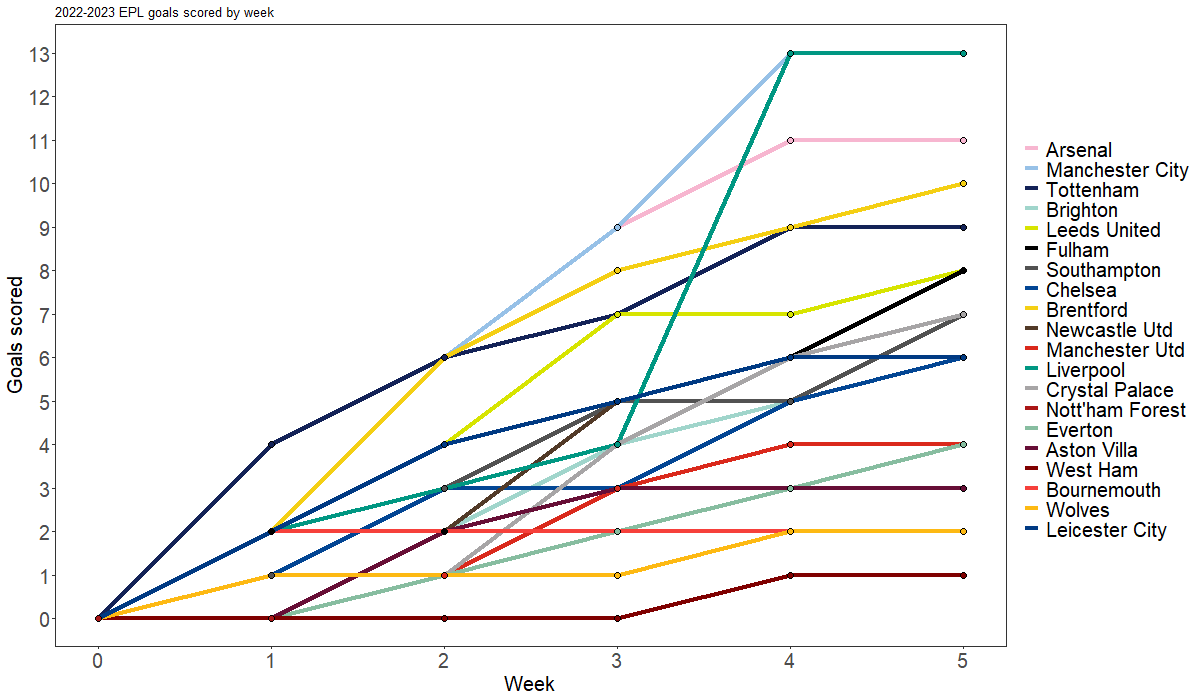 2022-2023 EPL goals scored by week
Goals scored
13
12
11
10
9
8
7
6
5
4
3
2
1
0
0 1 2 3 4 5
Week
Arsenal
Manchester City
Tottenham
Brighton
Leeds United
Fulham
Southampton
Chelsea
Brentford
Newcastle Utd
Manchester Utd
Liverpool
Crystal Palace
Nott'ham Forest
Everton
Aston Villa
West Ham
Bournemouth
Wolves
Leicester City